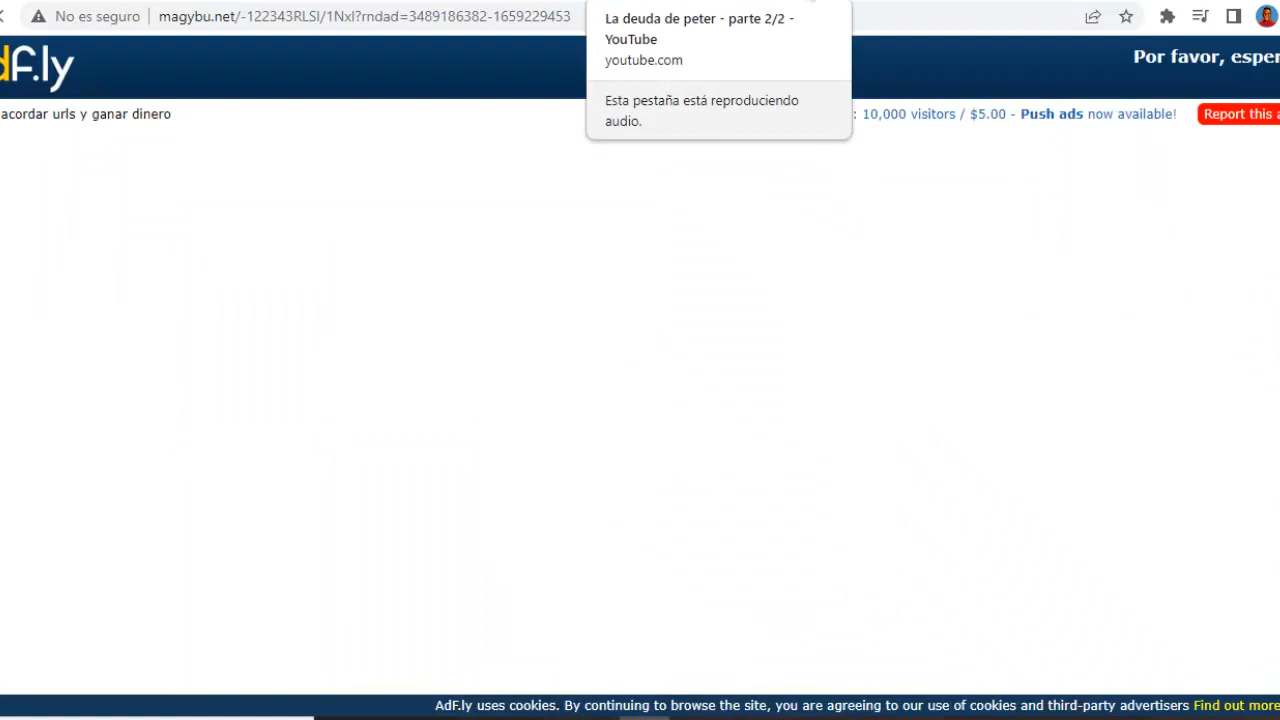 No es seguro
magybu.net/-122343RLSI/1Nxl?rndad=3489186382-1659229453
La deuda de peter - parte 2/2 -
YouTube
youtube.com
Esta pestaña está reproduciendo
audio.
dF.ly
Por favor, esper
acordar urls y ganar dinero
: 10,000 visitors / $5.00 - Push ads now available!
Report this a
AdF.ly uses cookies. By continuing to browse the site, you are agreeing to our use of cookies and third-party advertisers Find out more